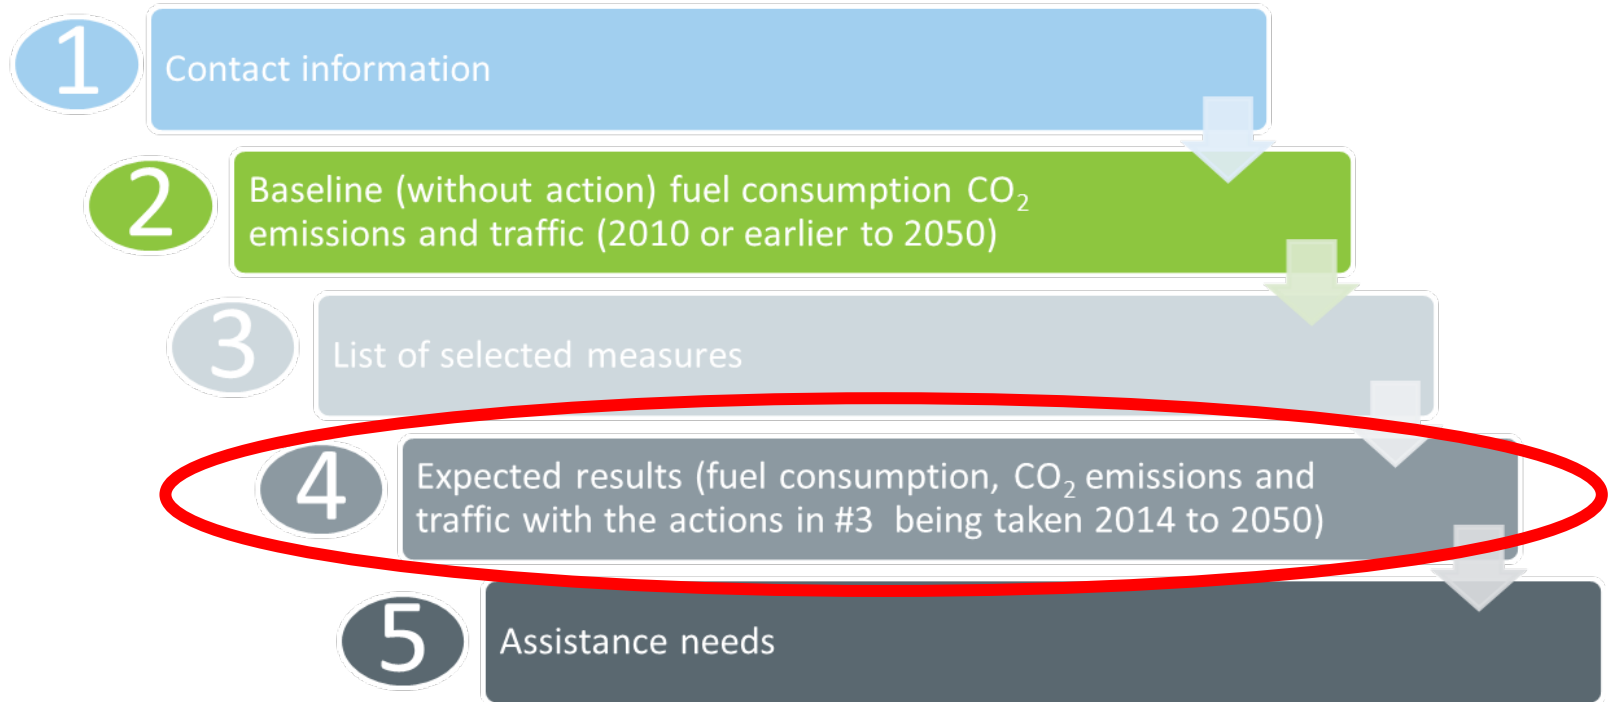 1
Contact information
2
Baseline (without action) fuel consumption CO₂
emissions and traffic (2010 or earlier to 2050)
3
List of selected measures
4
Expected results (fuel consumption, CO₂ emissions and
traffic with the actions in #3  being taken 2014 to 2050)
5
Assistance needs